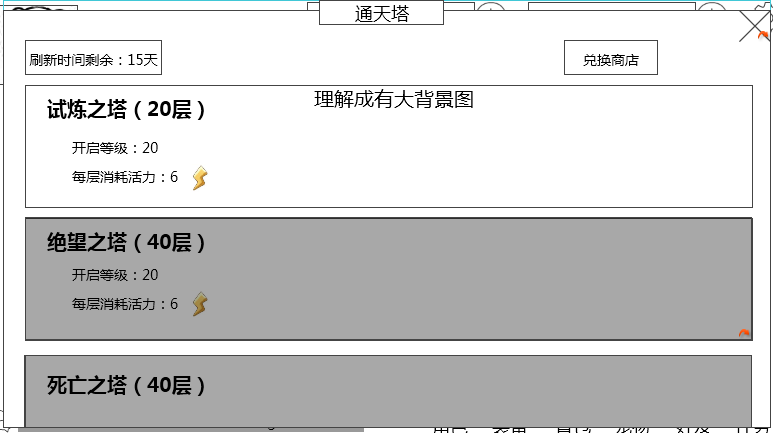 通天塔
刷新时间剩余：15天
兑换商店
理解成有大背景图
试炼之塔（20层）
开启等级：20
每层消耗活力：6
绝望之塔（40层）
开启等级：20
每层消耗活力：6
死亡之塔（40层）